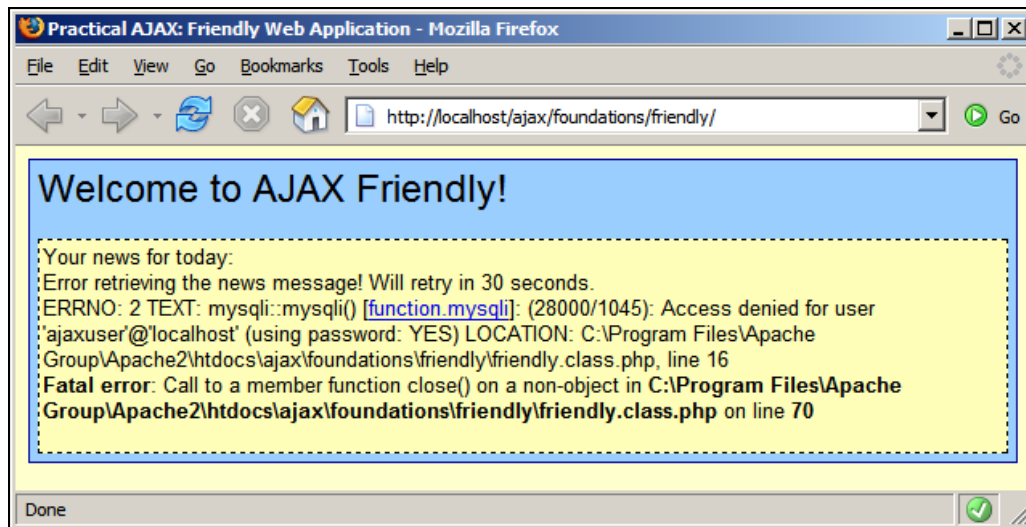 Practical AJAX: Friendly Web Application - Mozilla Firefox
File Edit View Go Bookmarks Tools Help
http://localhost/ajax/foundations/friendly/ Go
Welcome to AJAX Friendly!
Your news for today:
Error retrieving the news message! Will retry in 30 seconds.
ERRNO: 2 TEXT: mysqli::mysqli() [function.mysqli]: (28000/1045): Access denied for user
'ajaxuser'@'localhost' (using password: YES) LOCATION: C:\Program Files\Apache
Group\Apache2\htdocs\ajax\foundations\friendly\friendly.class.php, line 16
Fatal error: Call to a member function close() on a non-object in C:\Program Files\Apache
Group\Apache2\htdocs\ajax\foundations\friendly\friendly.class.php on line 70
Done